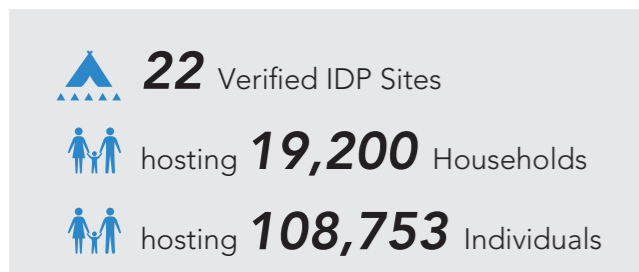 22 Verified IDP Sites
hosting 19,200 Households
hosting 108,753 Individuals